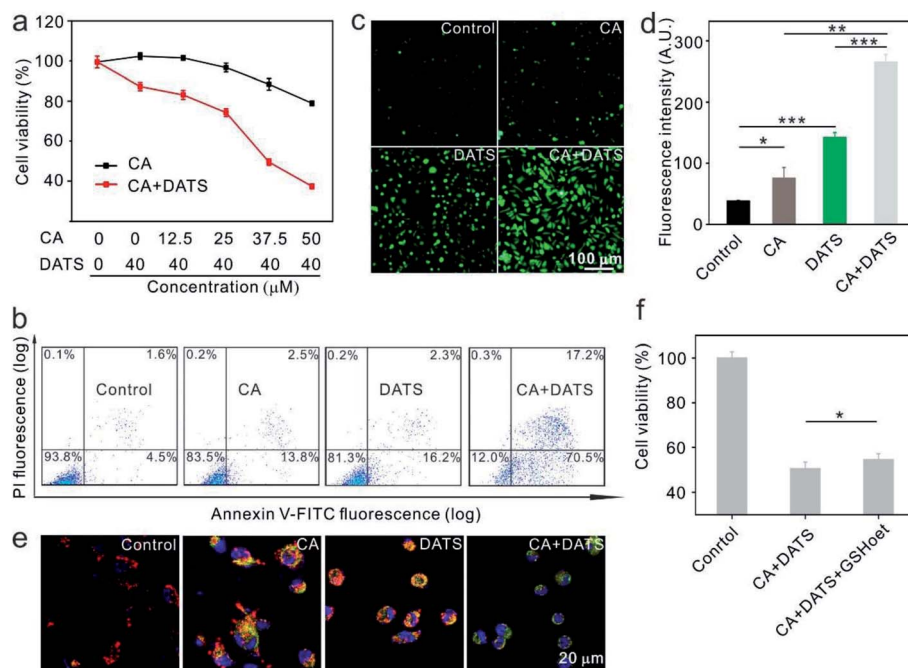 a
Cell viability (%)
120
100
80
60
40
CA
CA+DATS
CA 0 0 12.5 25 37.5 50
DATS 0 40 40 40 40 40
Concentration (μM)
b
PI fluorescence (log)
0.1% 1.6%
Control
93.8% 4.5%
0.2% 2.5%
CA
83.5% 13.8%
0.2% 2.3%
DATS
81.3% 16.2%
0.3% 17.2%
CA+DATS
12.0% 70.5%
Annexin V-FITC fluorescence (log)
c
Control
CA
DATS
CA+DATS
100 μm
d
Fluorescence intensity (A.U.)
300
200
100
0
**
***
***
*
Control
CA
DATS
CA+DATS
e
Control
CA
DATS
CA+DATS
20 μm
f
Cell viability (%)
100
80
60
40
*
Conrtol
CA+DATS
CA+DATS+GSHoet